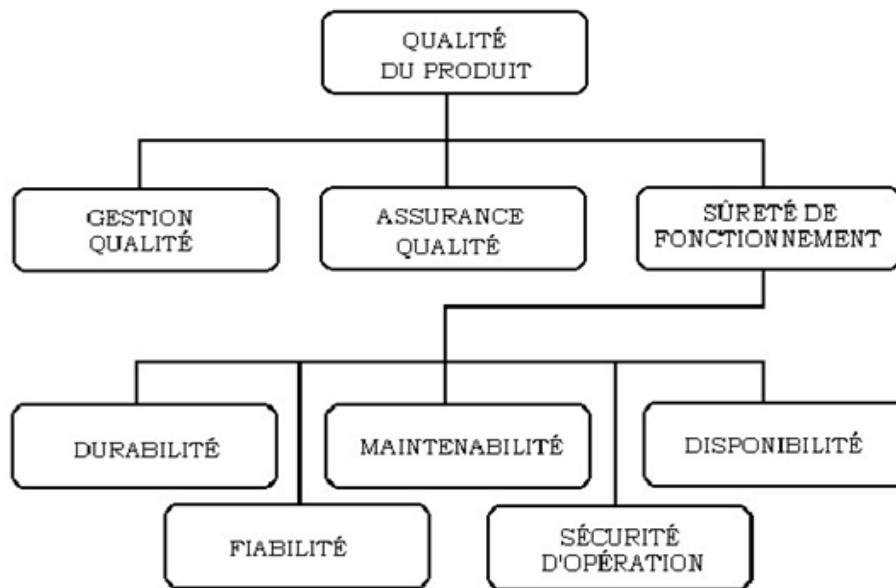 QUALITÉ
DU PRODUIT
GESTION
QUALITÉ
ASSURANCE
QUALITÉ
SÛRETÉ DE
FONCTIONNEMENT
DURABILITÉ
MAINTENABILITÉ
DISPONIBILITÉ
FIABILITÉ
SÉCURITÉ
D'OPÉRATION